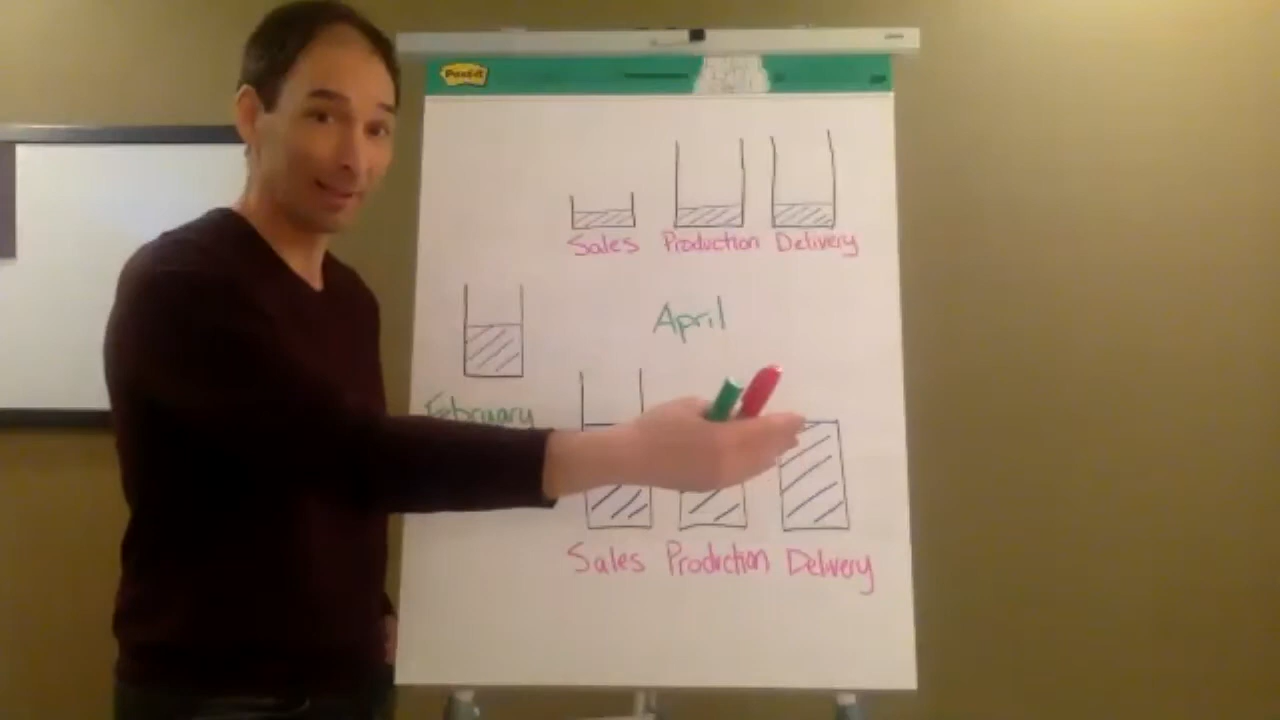 Post-it
Sales Production Delivery
April
February
Sales Production Delivery